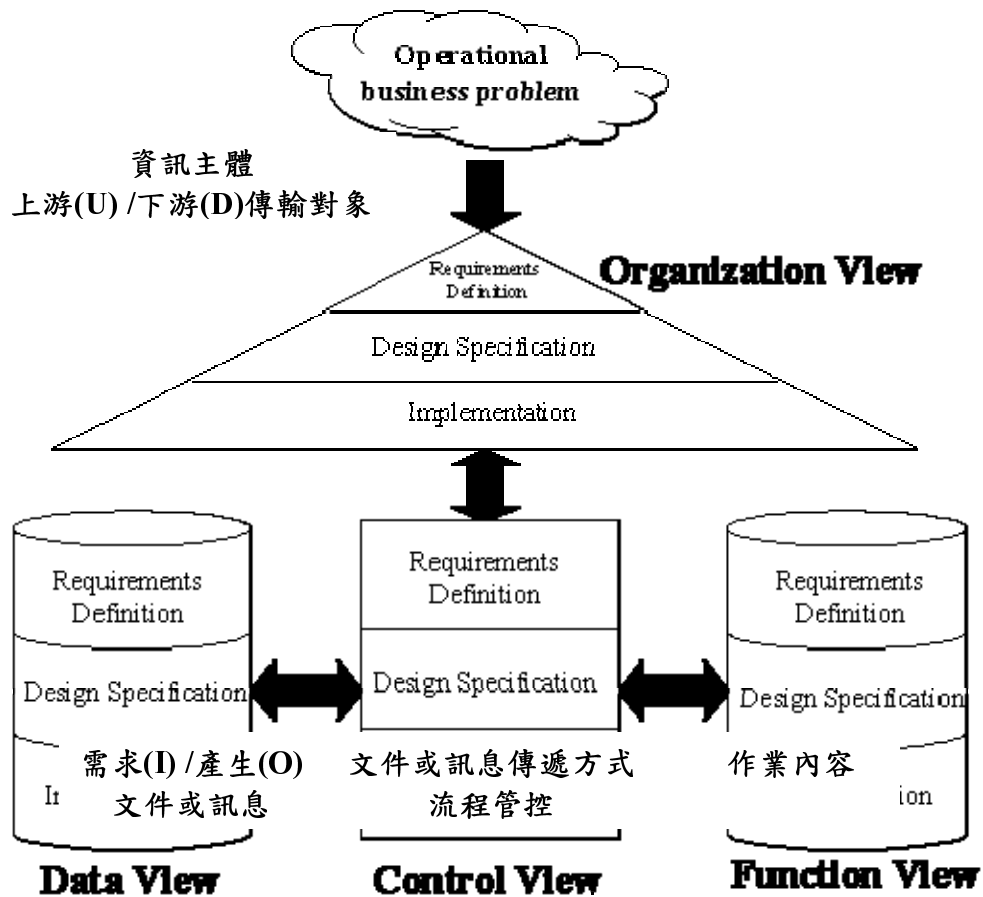 Operational
business problem
資訊主體
上游(U) /下游(D)傳輸對象
Requirements
Definition
Organization View
Design Specification
Implementation
Requirements
Definition
Design Specification
需求(I) /產生(O)
文件或訊息
Data View
Requirements
Definition
Design Specification
文件或訊息傳遞方式
流程管控
Control View
Requirements
Definition
Design Specification
作業內容
Function View